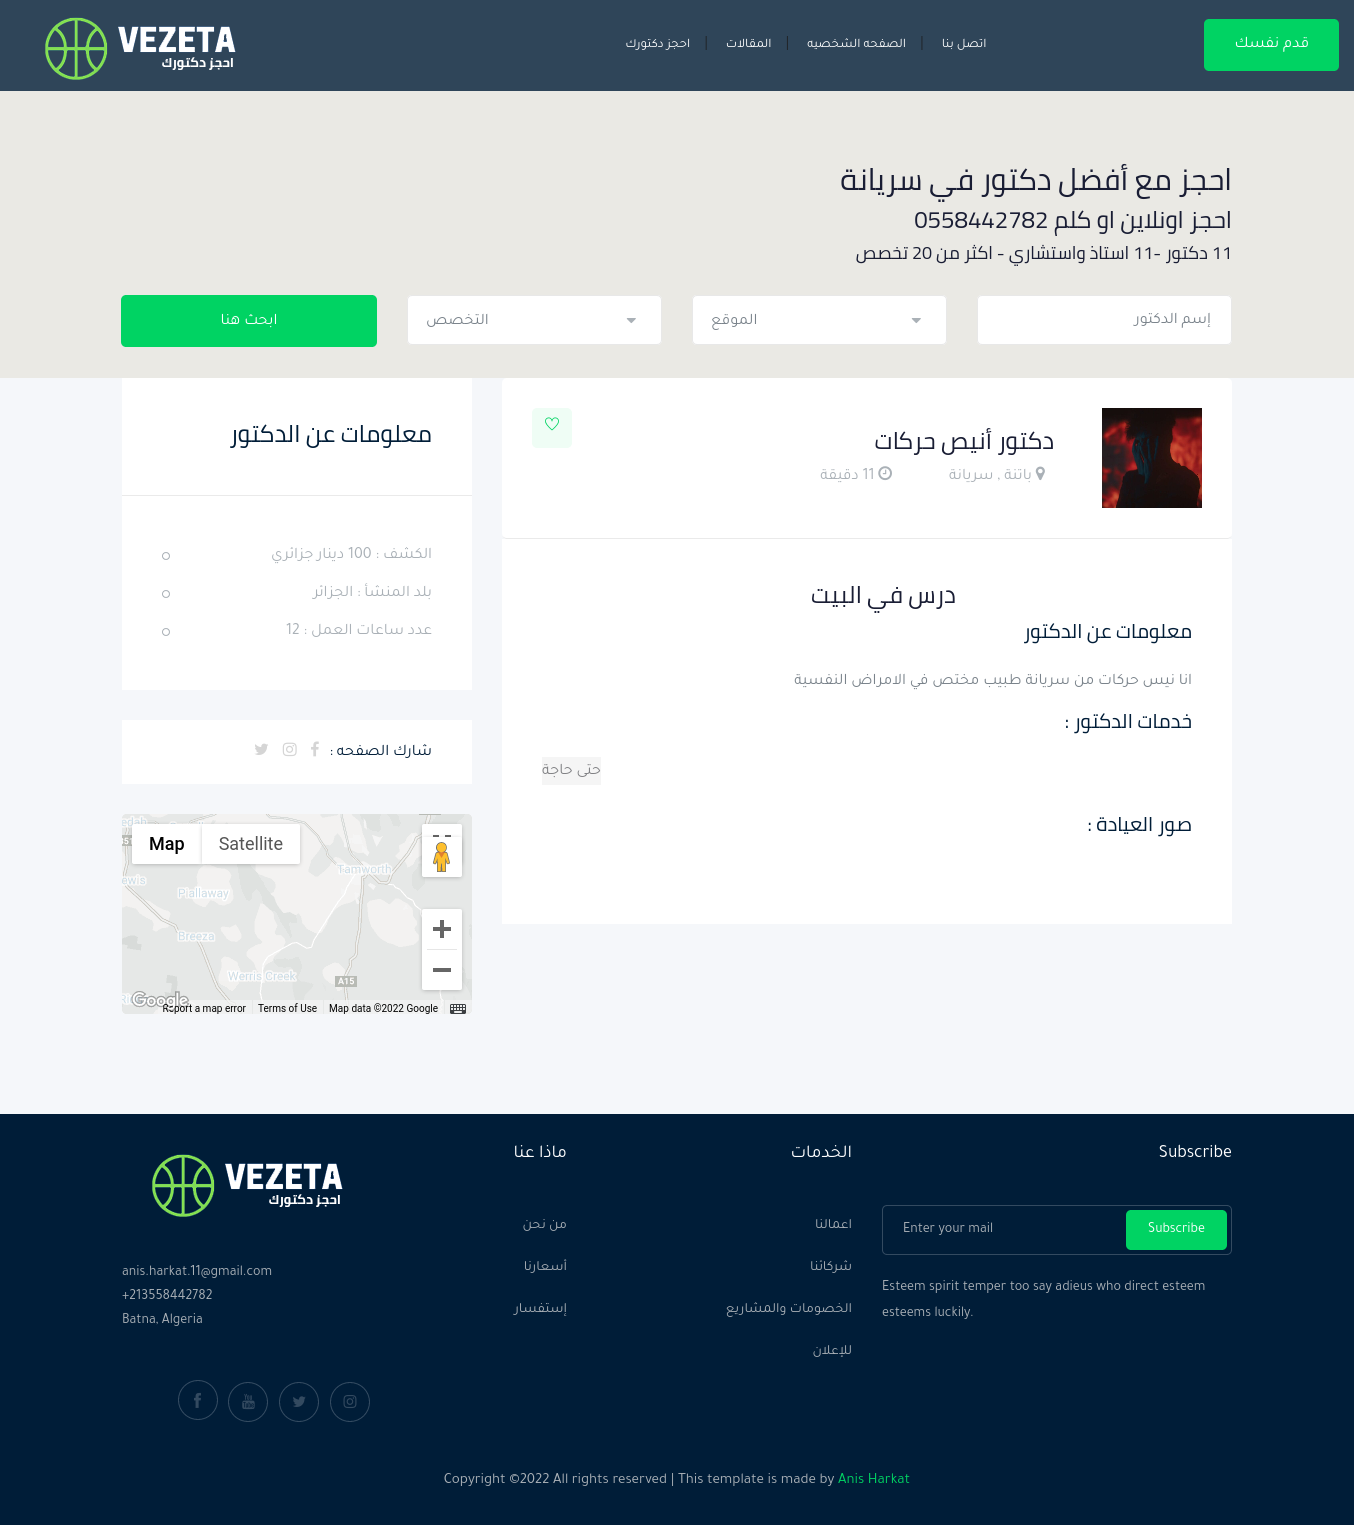 VEZETA
احجز دكتورك
احجز دكتورك
المقالات
الصفحه الشخصيه
اتصل بنا
قدم نفسك
احجز مع أفضل دكتور في سريانة
احجز اونلاين او كلم 0558442782
11 دكتور -11 استاذ واستشاري - اكثر من 20 تخصص
إسم الدكتور
الموقع
التخصص
ابحث هنا
دكتور أنيص حركات
باتنة , سريانة
11 دقيقة
درس في البيت
معلومات عن الدكتور
انا نيس حركات من سريانة طبيب مختص في الامراض النفسية
خدمات الدكتور :
حتى حاجة
صور العيادة :
معلومات عن الدكتور
الكشف : 100 دينار جزائري
بلد المنشأ : الجزائر
عدد ساعات العمل : 12
شارك الصفحه :
Map
Satellite
Tamworth
Piallaway
Breeza
Werris Creek
A15
Google
Report a map error
Terms of Use
Map data ©2022 Google
VEZETA
احجز دكتورك
anis.harkat.11@gmail.com
+213558442782
Batna, Algeria
ماذا عنا
من نحن
أسعارنا
إستفسار
الخدمات
اعمالنا
شركائنا
الخصومات والمشاريع
للإعلان
Subscribe
Enter your mail
Subscribe
Esteem spirit temper too say adieus who direct esteem
esteems luckily.
Copyright ©2022 All rights reserved | This template is made by Anis Harkat